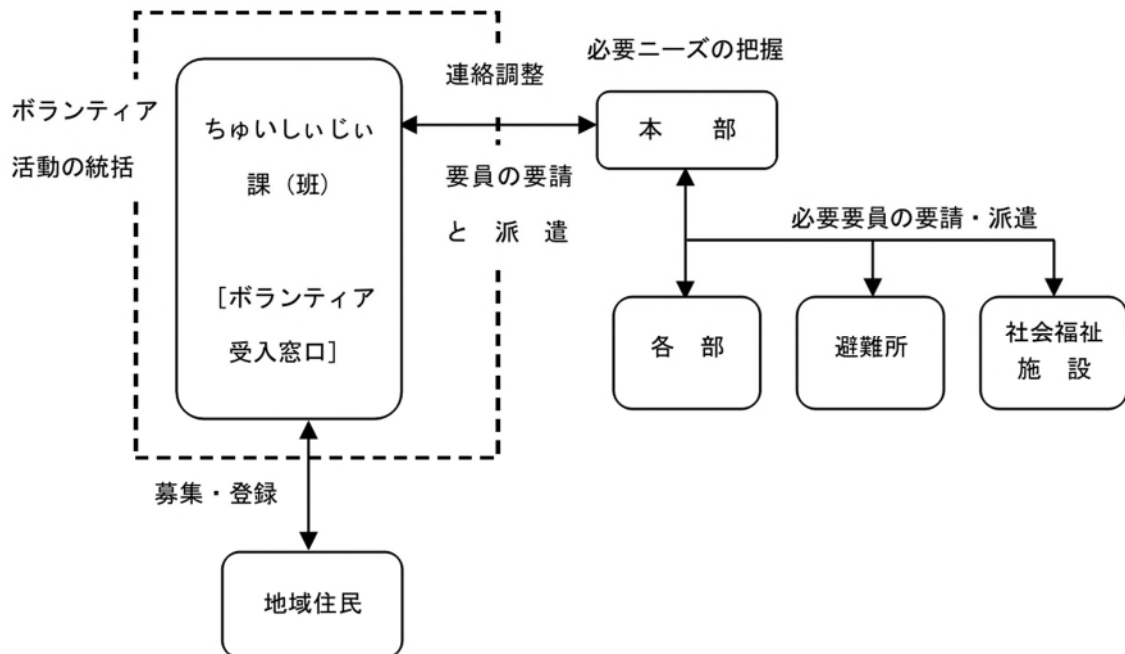 ボランティア
活動の統括
ちゅいしぃじぃ
課（班）
［ボランティア
受入窓口］
連絡調整
要員の要請
と　派　遣
必要ニーズの把握
本　　部
必要要員の要請・派遣
各　部
避難所
社会福祉
施　設
募集・登録
地域住民